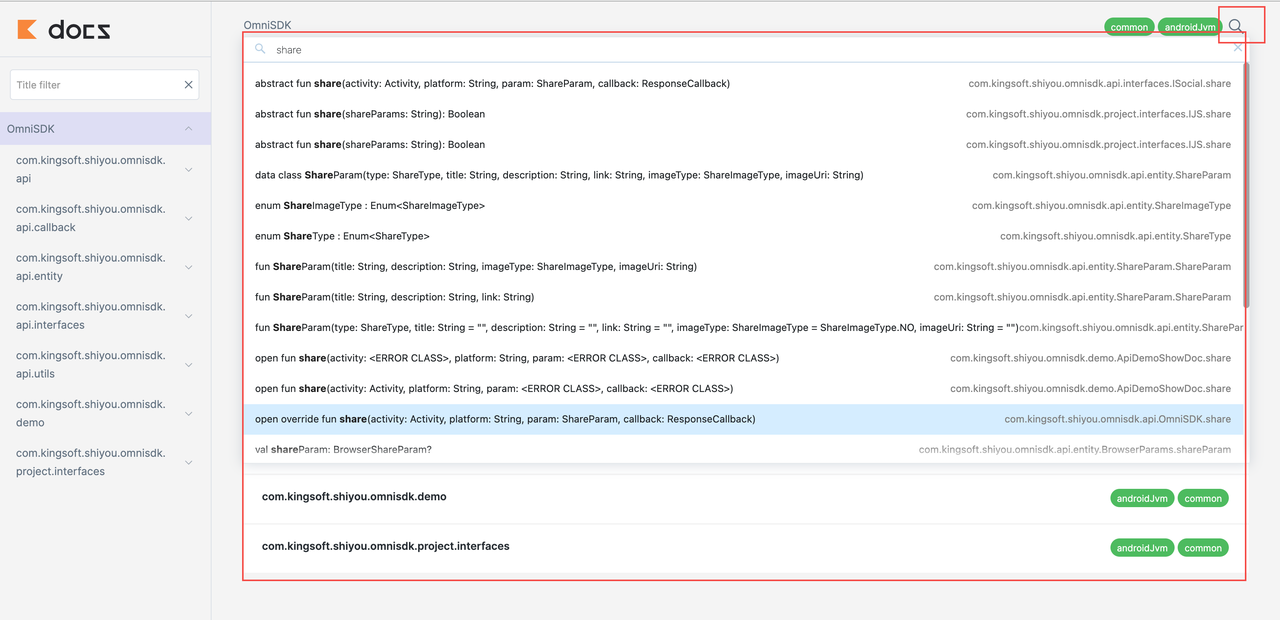 docs
OmniSDK
common
androidJvm
Title filter
OmniSDK
com.kingsoft.shiyou.omnisdk.
api
com.kingsoft.shiyou.omnisdk.
api.callback
com.kingsoft.shiyou.omnisdk.
api.entity
com.kingsoft.shiyou.omnisdk.
api.interfaces
com.kingsoft.shiyou.omnisdk.
api.utils
com.kingsoft.shiyou.omnisdk.
demo
com.kingsoft.shiyou.omnisdk.
project.interfaces
share
abstract fun share(activity: Activity, platform: String, param: ShareParam, callback: ResponseCallback) com.kingsoft.shiyou.omnisdk.api.interfaces.ISocial.share
abstract fun share(shareParams: String): Boolean com.kingsoft.shiyou.omnisdk.project.interfaces.IJS.share
abstract fun share(shareParams: String): Boolean com.kingsoft.shiyou.omnisdk.project.interfaces.IJS.share
data class ShareParam(type: ShareType, title: String, description: String, link: String, imageType: ShareImageType, imageUri: String) com.kingsoft.shiyou.omnisdk.api.entity.ShareParam
enum ShareImageType : Enum<ShareImageType> com.kingsoft.shiyou.omnisdk.api.entity.ShareImageType
enum ShareType : Enum<ShareType> com.kingsoft.shiyou.omnisdk.api.entity.ShareType
fun ShareParam(title: String, description: String, imageType: ShareImageType, imageUri: String) com.kingsoft.shiyou.omnisdk.api.entity.ShareParam.ShareParam
fun ShareParam(title: String, description: String, link: String) com.kingsoft.shiyou.omnisdk.api.entity.ShareParam.ShareParam
fun ShareParam(type: ShareType, title: String = "", description: String = "", link: String = "", imageType: ShareImageType = ShareImageType.NO, imageUri: String = "")com.kingsoft.shiyou.omnisdk.api.entity.SharePar
open fun share(activity: <ERROR CLASS>, platform: String, param: <ERROR CLASS>, callback: <ERROR CLASS>) com.kingsoft.shiyou.omnisdk.demo.ApiDemoShowDoc.share
open fun share(activity: Activity, platform: String, param: <ERROR CLASS>, callback: <ERROR CLASS>) com.kingsoft.shiyou.omnisdk.demo.ApiDemoShowDoc.share
open override fun share(activity: Activity, platform: String, param: ShareParam, callback: ResponseCallback) com.kingsoft.shiyou.omnisdk.api.OmniSDK.share
val shareParam: BrowserShareParam? com.kingsoft.shiyou.omnisdk.api.entity.BrowserParams.shareParam
com.kingsoft.shiyou.omnisdk.demo androidJvm common
com.kingsoft.shiyou.omnisdk.project.interfaces androidJvm common